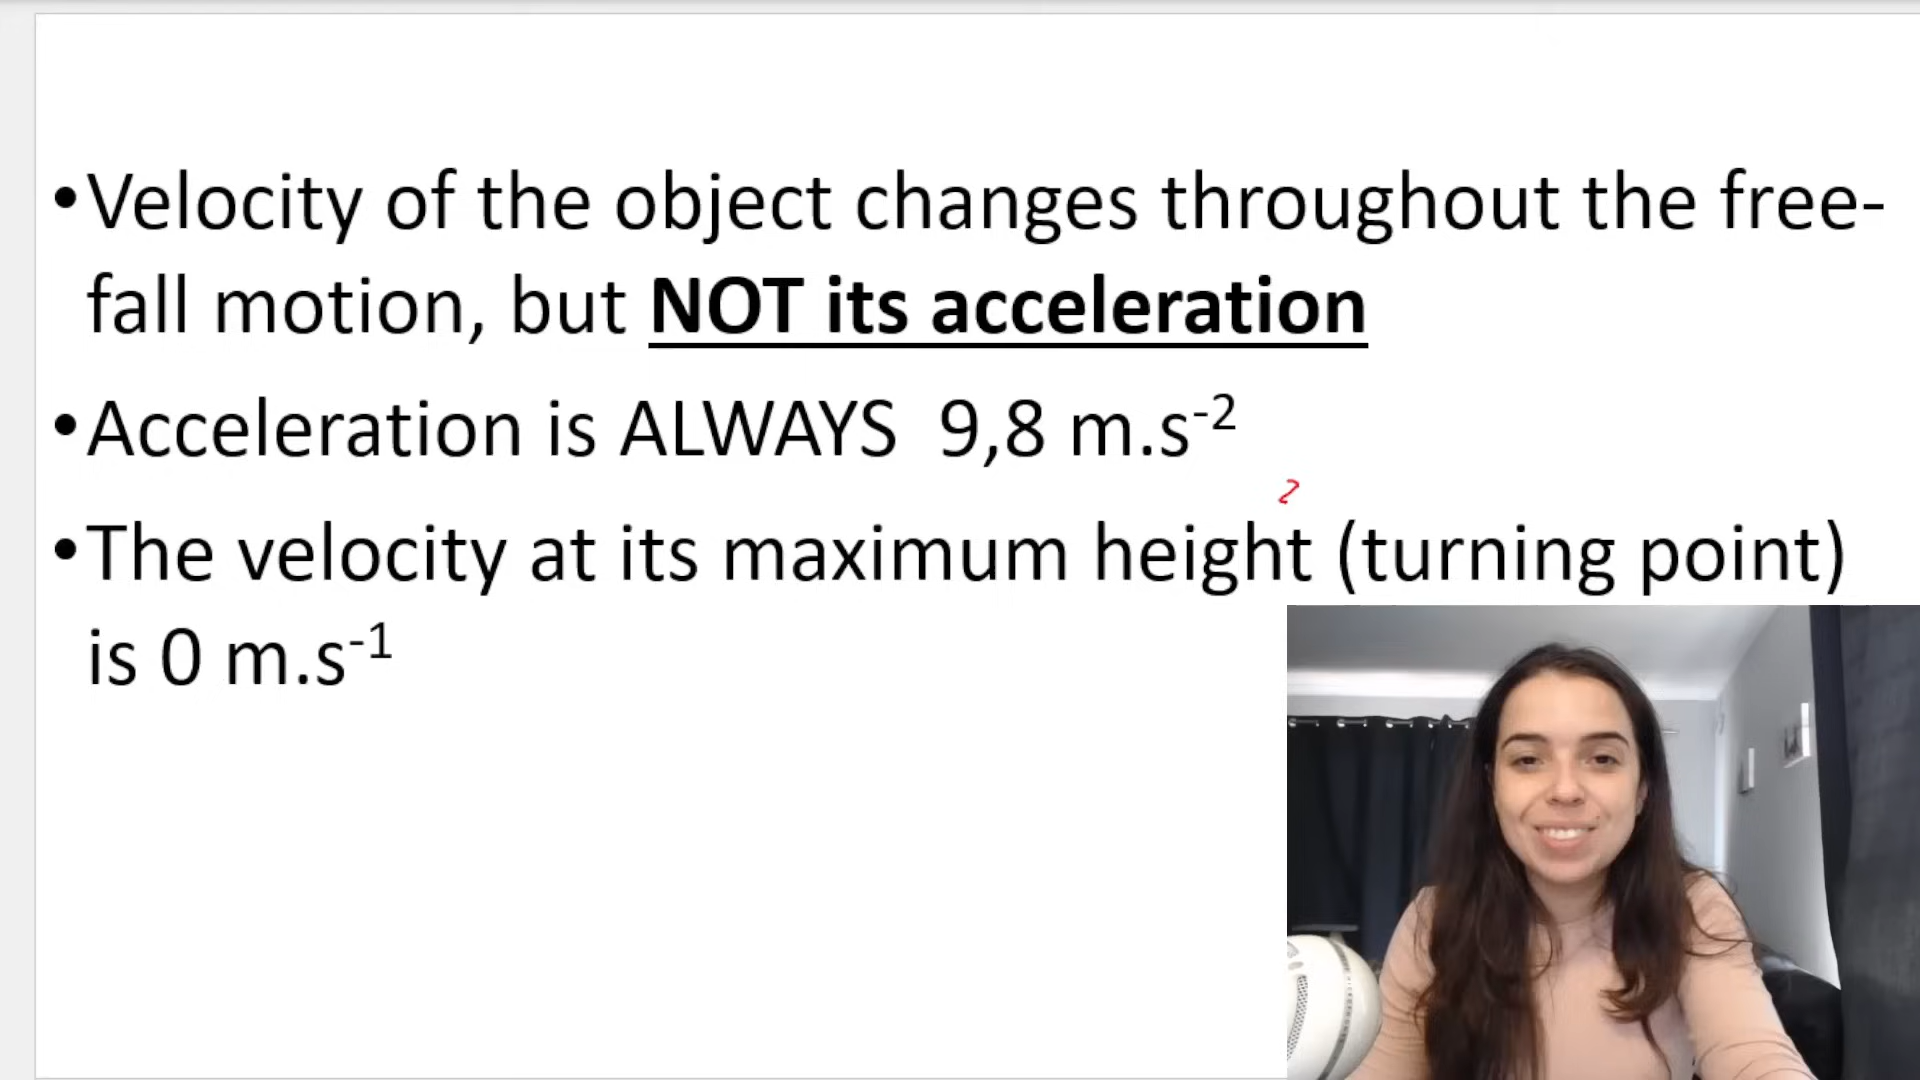 •Velocity of the object changes throughout the free-
fall motion, but NOT its acceleration
•Acceleration is ALWAYS 9,8 m.s⁻²
•The velocity at its maximum height (turning point)
is 0 m.s⁻¹